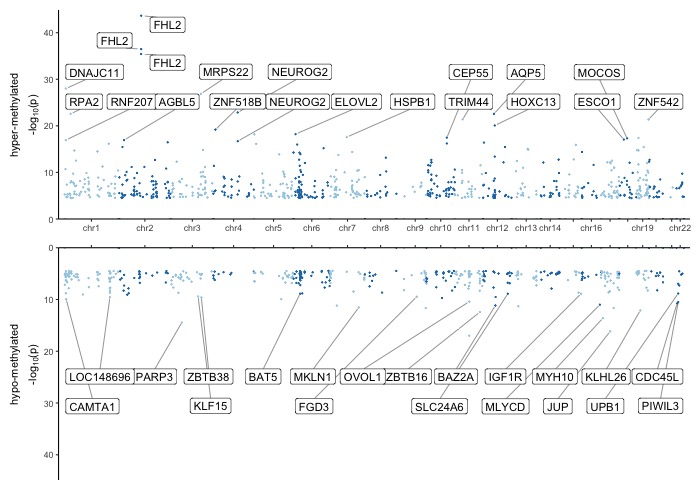 hyper-methylated
-log10(p)
40
30
20
10
0
FHL2
FHL2
FHL2
DNAJC11
MRPS22
NEUROG2
CEP55
AQP5
MOCOS
RPA2
RNF207
AGBL5
ZNF518B
NEUROG2
ELOVL2
HSPB1
TRIM44
HOXC13
ESCO1
ZNF542
chr1
chr2
chr3
chr4
chr5
chr6
chr7
chr8
chr9
chr10
chr11
chr12
chr13
chr14
chr16
chr19
chr22
hypo-methylated
-log10(p)
0
10
20
30
40
LOC148696
PARP3
ZBTB38
BAT5
MKLN1
OVOL1
ZBTB16
BAZ2A
IGF1R
MYH10
KLHL26
CDC45L
CAMTA1
KLF15
FGD3
SLC24A6
MLYCD
JUP
UPB1
PIWIL3